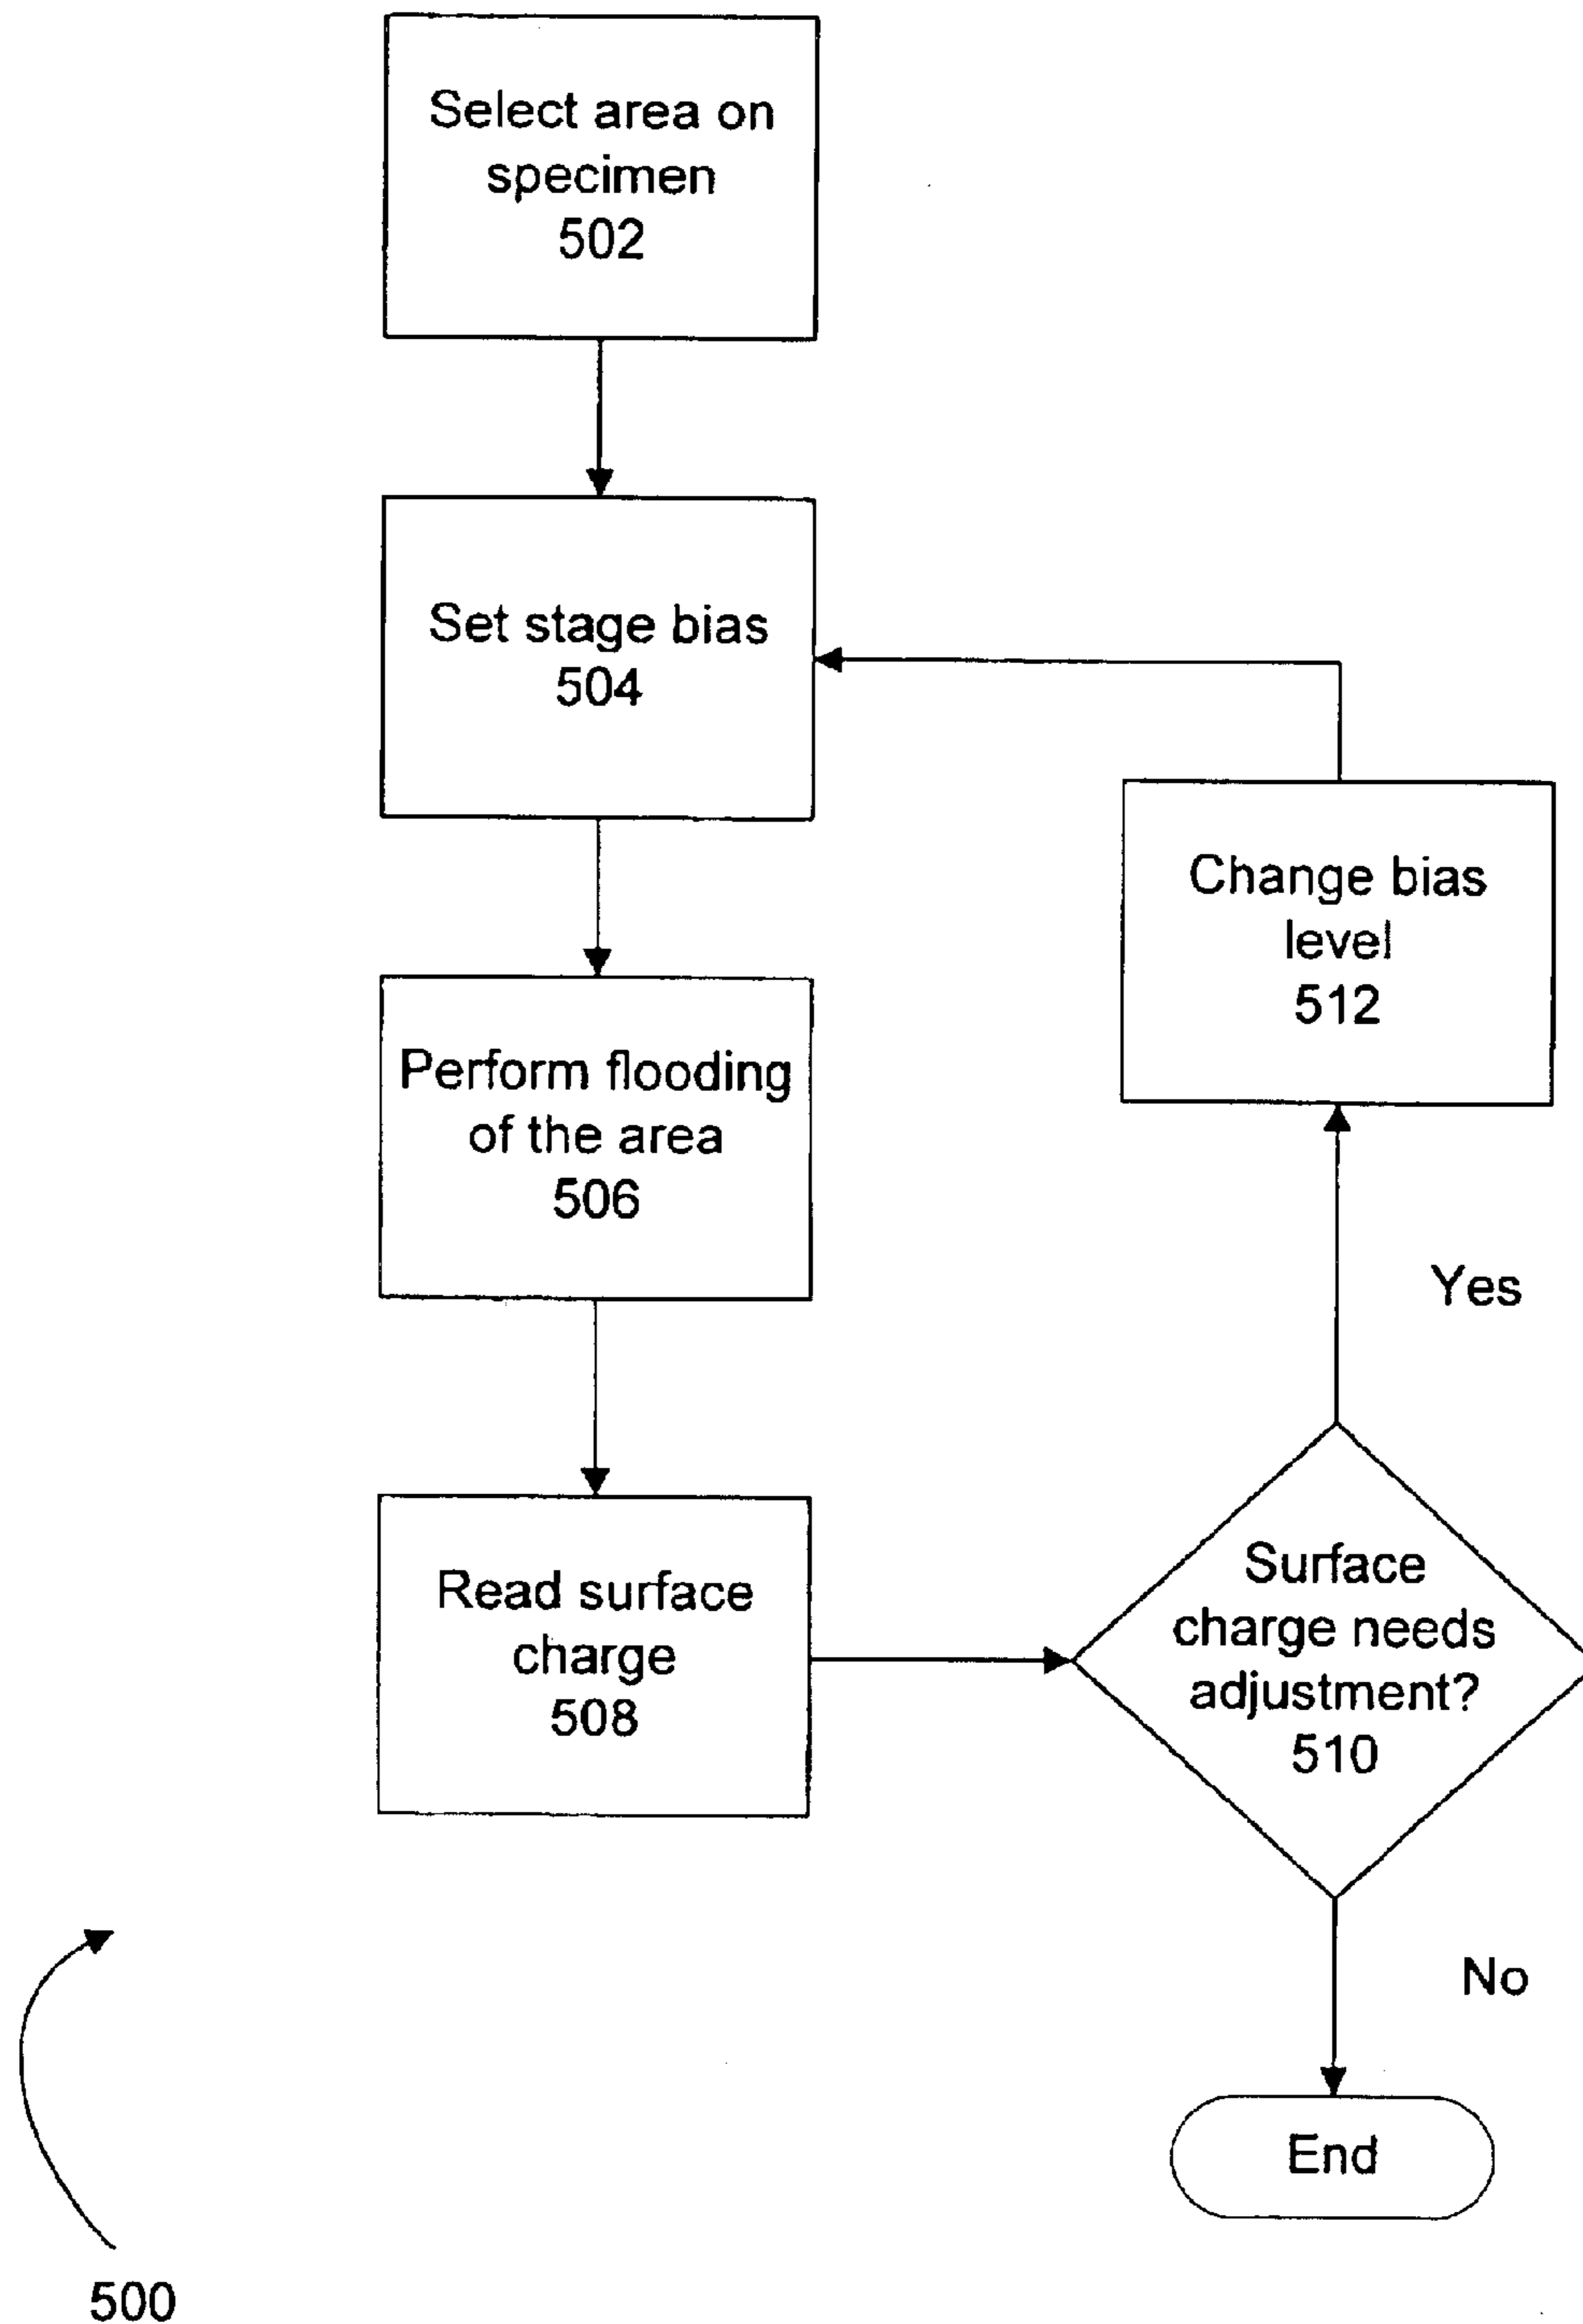 Select area on
specimen
502
Set stage bias
504
Perform flooding
of the area
506
Read surface
charge
508
Surface
charge needs
adjustment?
510
Yes
Change bias
level
512
No
End
500